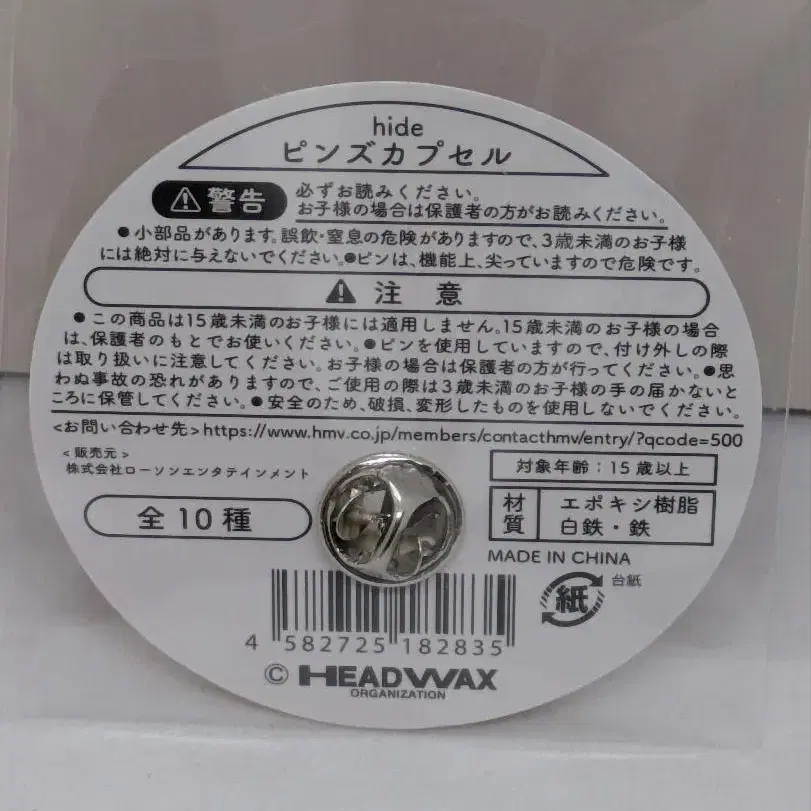 hide
ピンズカプセル
警告
必ずお読みください。
お子様の場合は保護者の方がお読みください。
●小部品があります。誤飲・窒息の危険がありますので、3歳未満のお子様
には絶対に与えないでください。●ピンは、機能上、尖っていますので危険です。
注 意
●この商品は15歳未満のお子様には適用しません。15歳未満のお子様の場合
は、保護者のもとでお使いください。●ピンを使用していますので、付け外しの際
は取り扱いに注意してください。お子様の場合は保護者の方が行ってください。●思
わぬ事故の恐れがありますので、ご使用の際は3歳未満のお子様の手の届かないと
ころに保管してください。●安全のため、破損、変形したものを使用しないでください。
<お問い合わせ先>https://www.hmv.co.jp/members/contacthmv/entry/?qcode=500
<販売元>
株式会社ローソンエンタテインメント
対象年齢:15歳以上
全10種
材質
エポキシ樹脂
白鉄・鉄
MADE IN CHINA
紙
台紙
4 582725 182835
© HEADWAX
ORGANIZATION